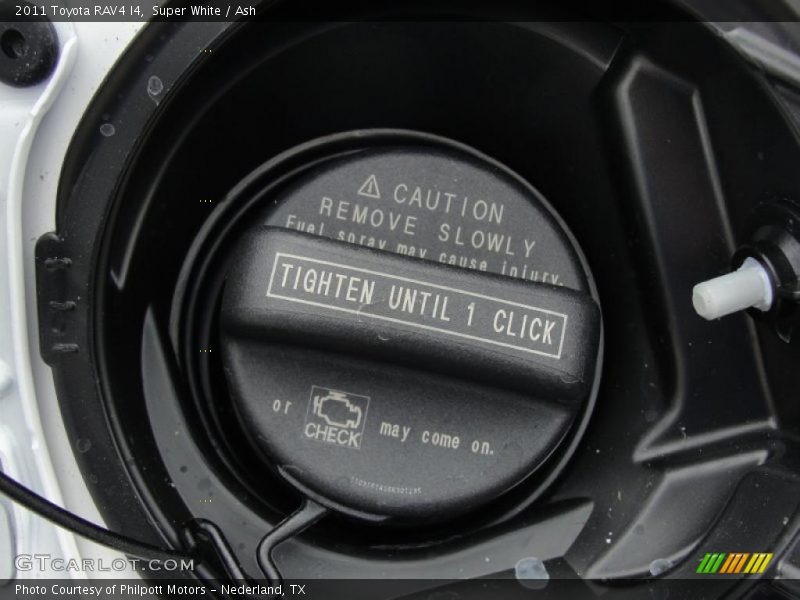 2011 Toyota RAV4 I4,  Super White / Ash
CAUTION
REMOVE SLOWLY
Fuel spray may cause injury.
TIGHTEN UNTIL 1 CLICK
or CHECK may come on.
GTCARLOT.COM
Photo Courtesy of Philpott Motors - Nederland, TX